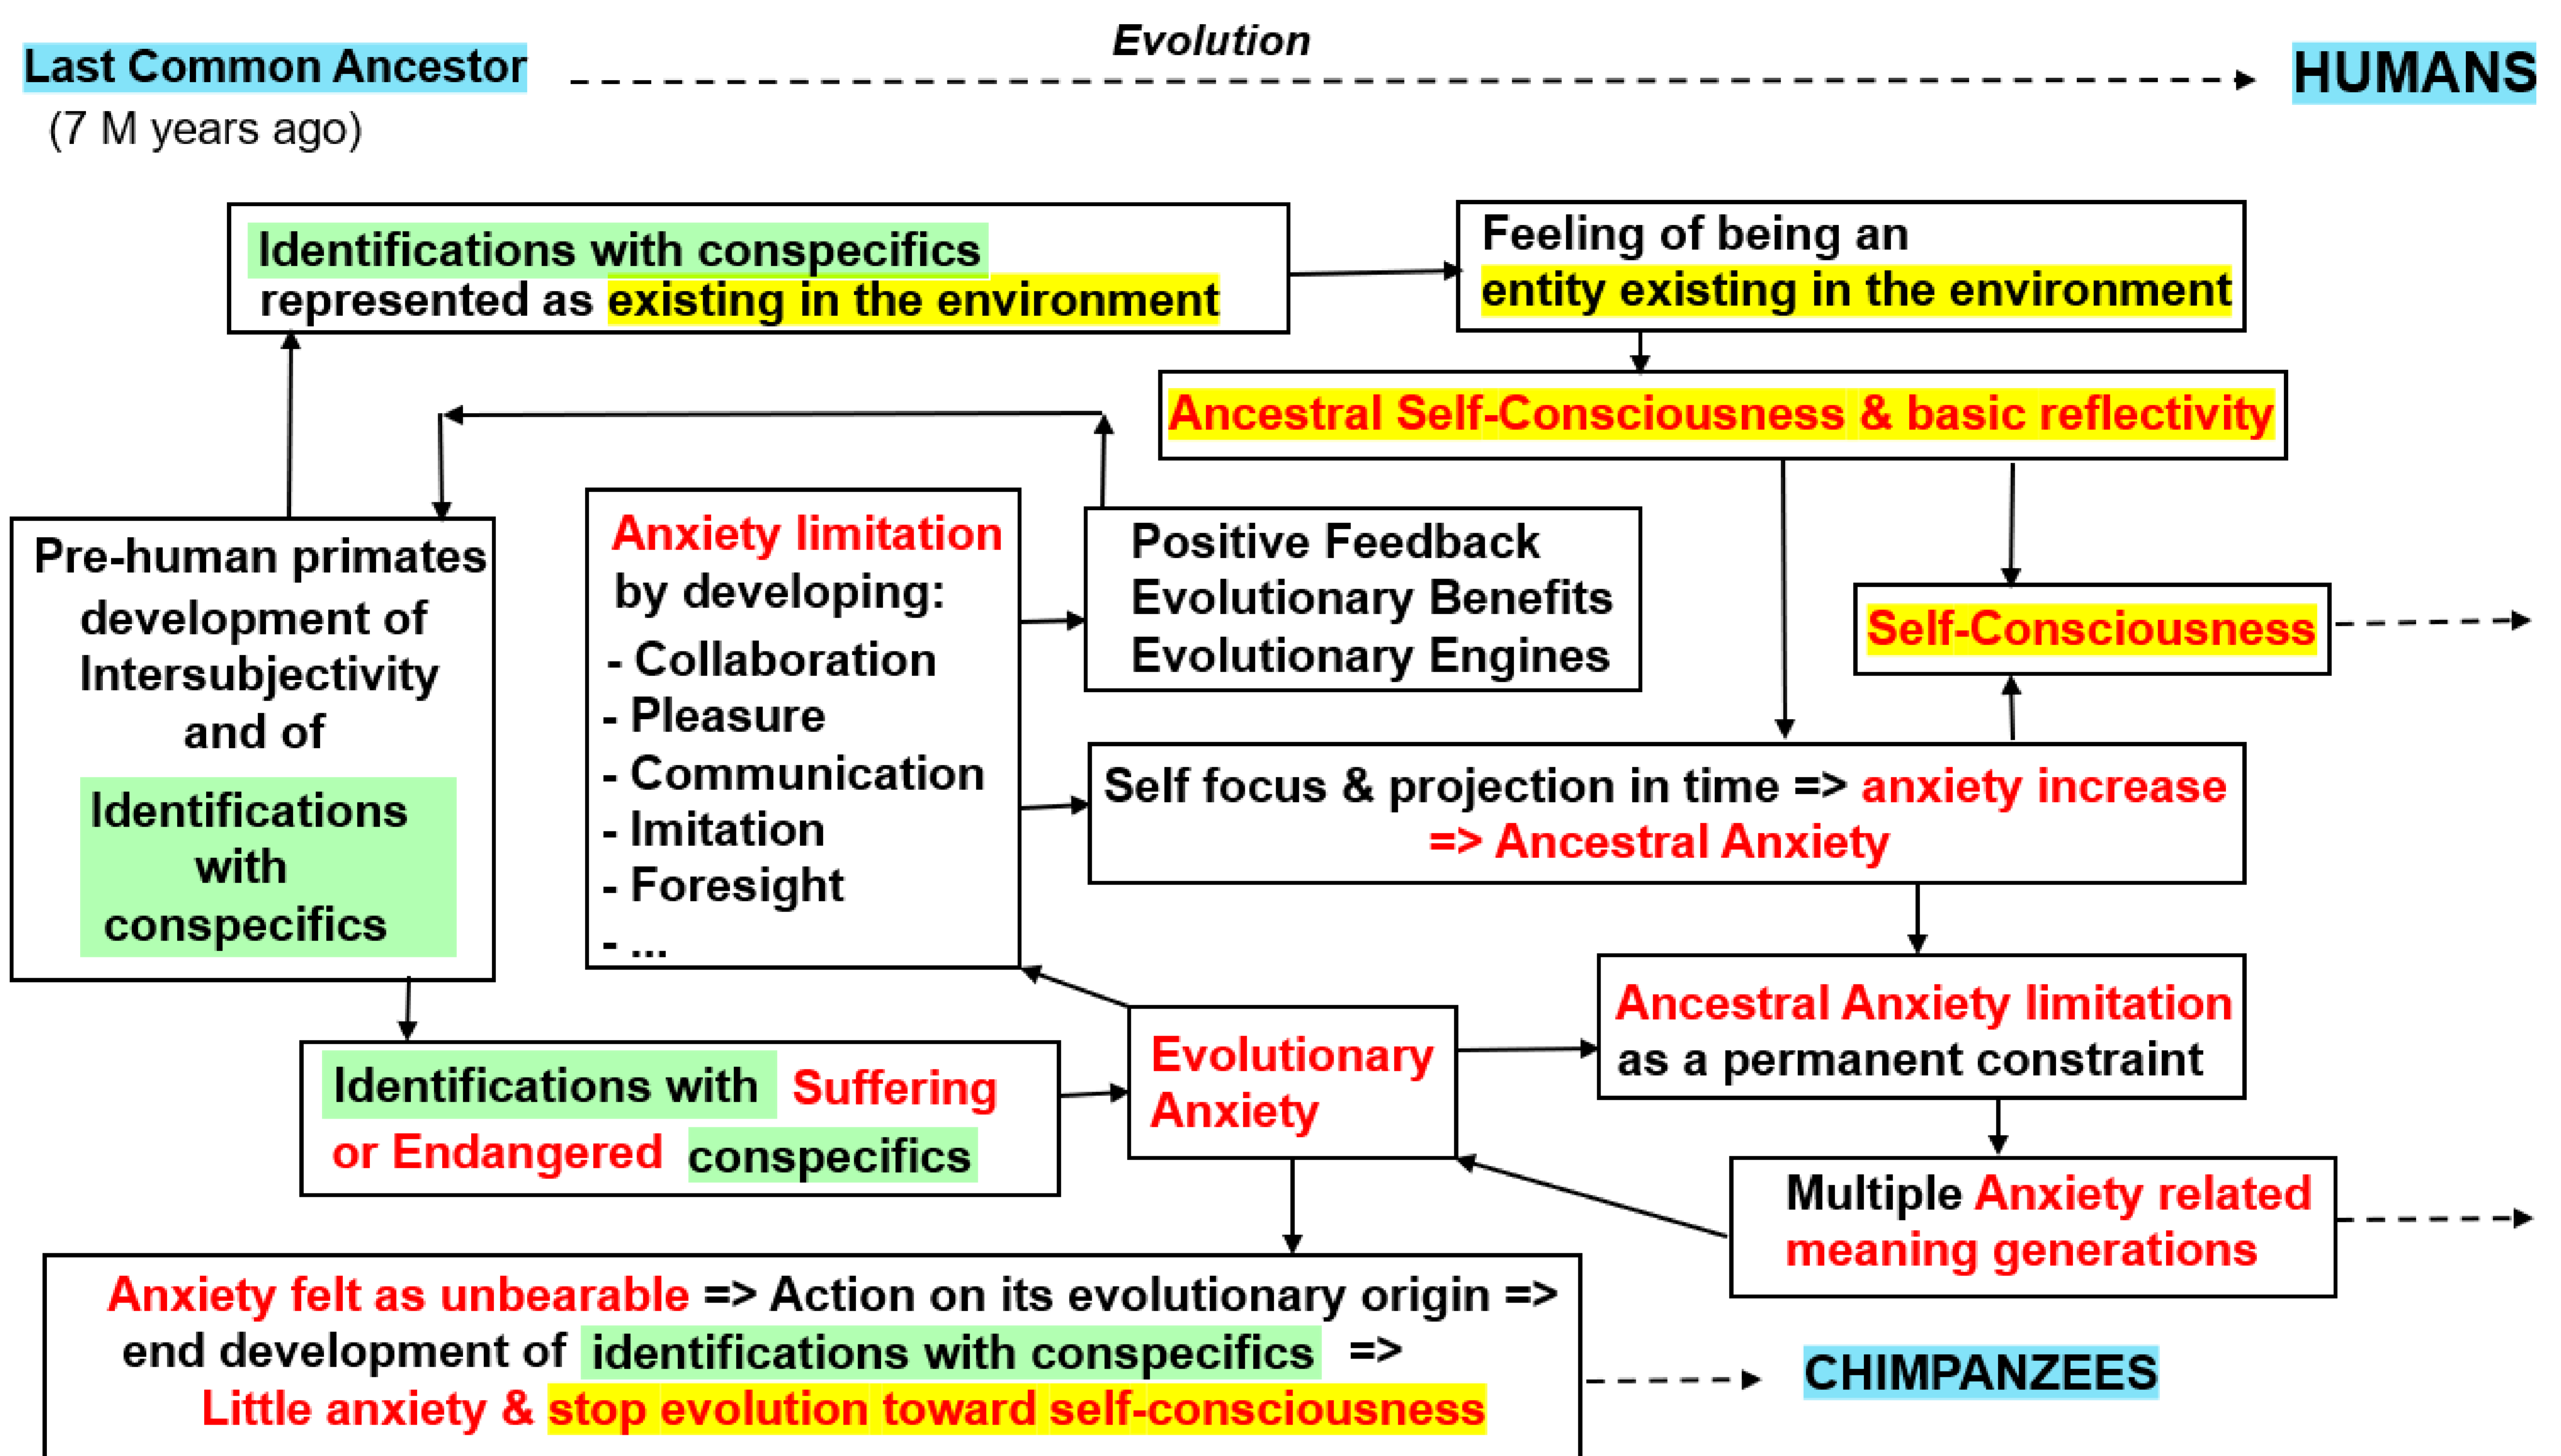 Evolution
Last Common Ancestor
HUMANS
(7 M years ago)
Identifications with conspecifics
represented as existing in the environment
Feeling of being an
entity existing in the environment
Ancestral Self-Consciousness & basic reflectivity
Pre-human primates
development of
Intersubjectivity
and of
Identifications
with
conspecifics
Anxiety limitation
by developing:
- Collaboration
- Pleasure
- Communication
- Imitation
- Foresight
- ...
Positive Feedback
Evolutionary Benefits
Evolutionary Engines
Self-Consciousness
Self focus & projection in time => anxiety increase
=> Ancestral Anxiety
Ancestral Anxiety limitation
as a permanent constraint
Evolutionary
Anxiety
Identifications with Suffering
or Endangered conspecifics
Multiple Anxiety related
meaning generations
Anxiety felt as unbearable => Action on its evolutionary origin =>
end development of identifications with conspecifics =>
Little anxiety & stop evolution toward self-consciousness
CHIMPANZEES